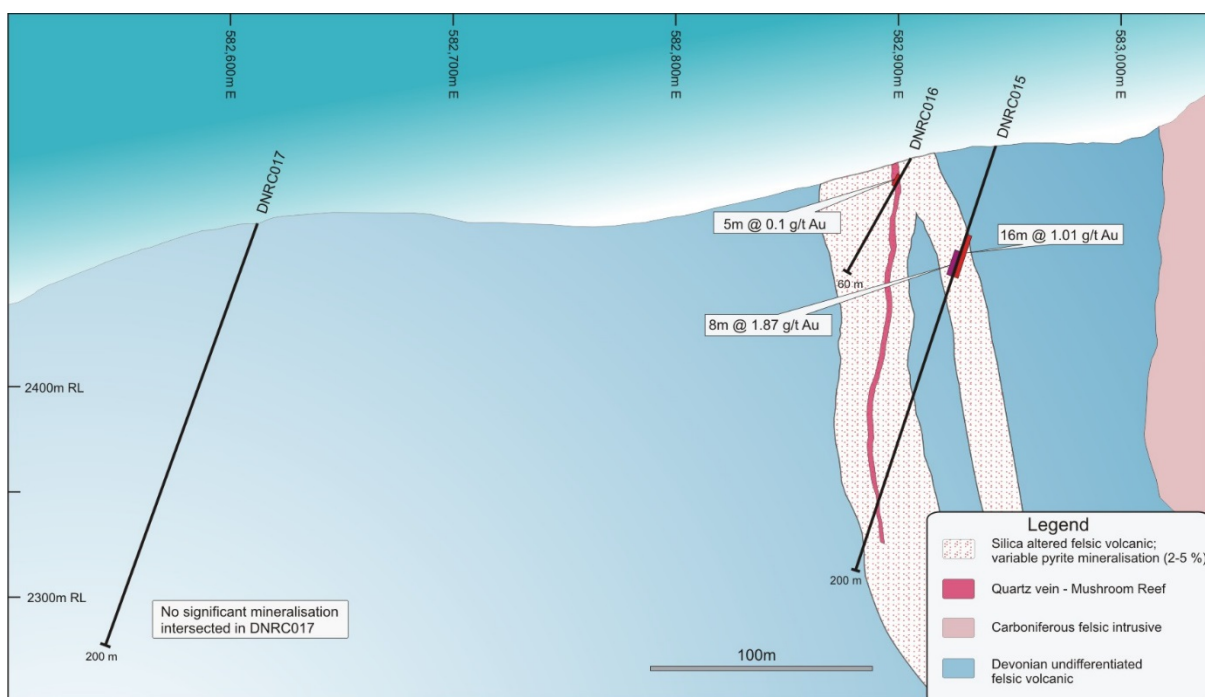 582,600m E
582,700m E
582,800m E
582,900m E
583,000m E
DNRC017
DNRC016
DNRC015
5m @ 0.1 g/t Au
16m @ 1.01 g/t Au
60 m
8m @ 1.87 g/t Au
2400m RL
2300m RL
200 m
200 m
No significant mineralisation
intersected in DNRC017
100m
Legend
Silica altered felsic volcanic;
variable pyrite mineralisation (2-5 %)
Quartz vein - Mushroom Reef
Carboniferous felsic intrusive
Devonian undifferentiated
felsic volcanic